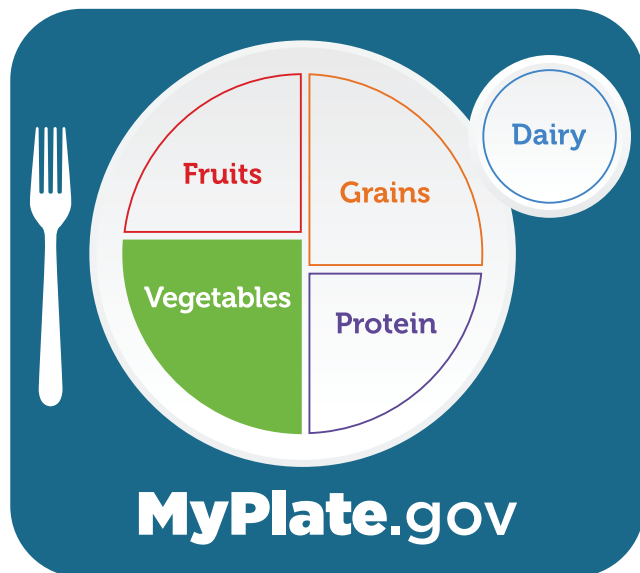 Fruits
Grains
Dairy
Vegetables
Protein
MyPlate.gov